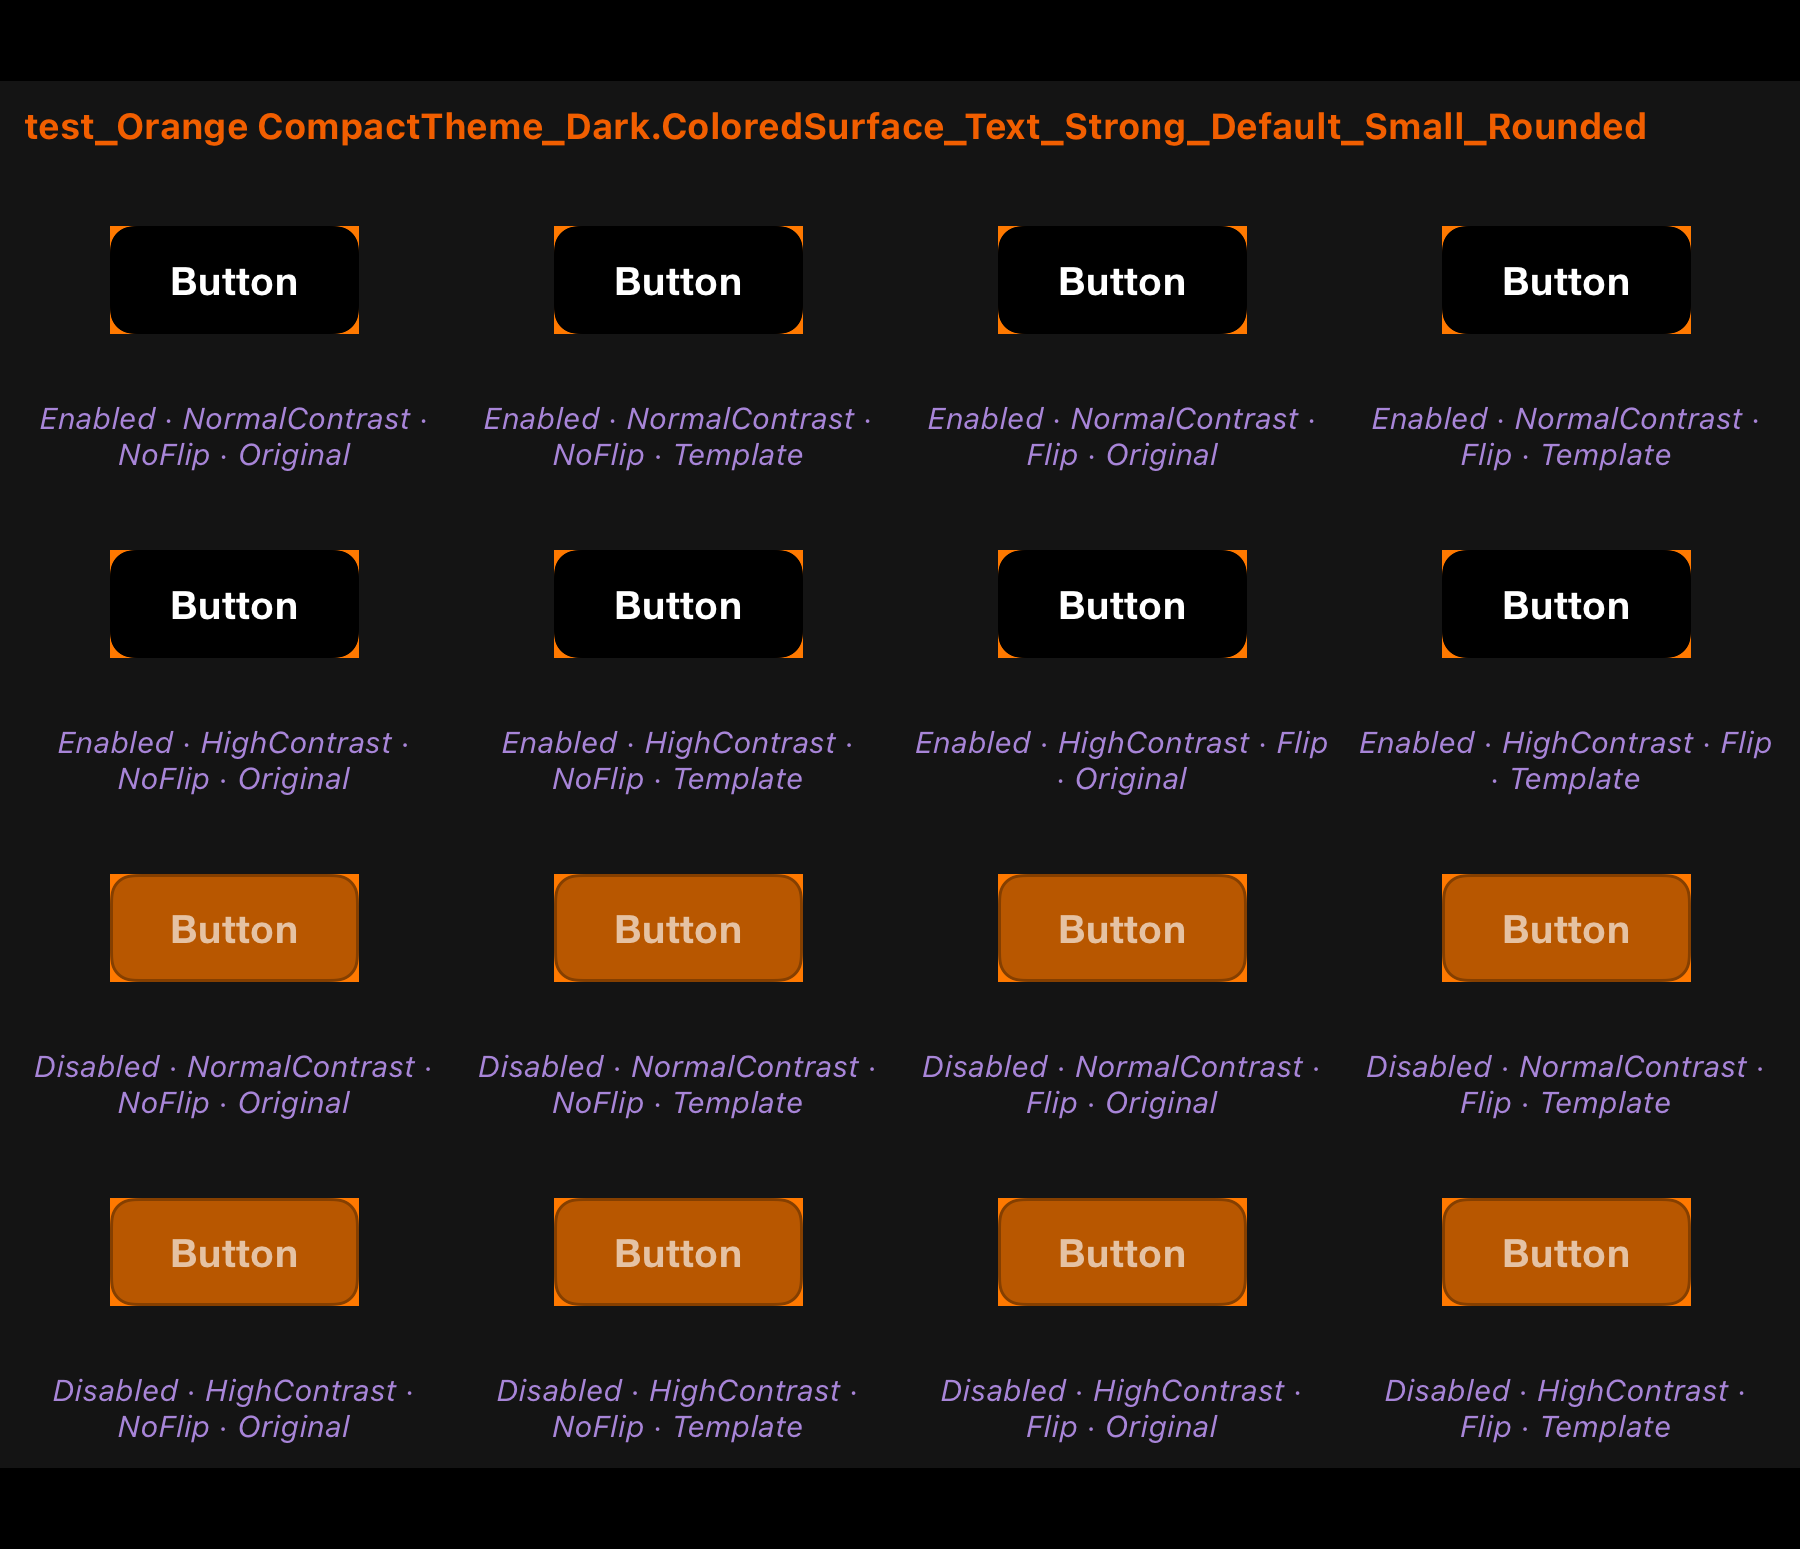 test_Orange CompactTheme_Dark.ColoredSurface_Text_Strong_Default_Small_Rounded
Button Button Button Button
Enabled · NormalContrast · Enabled · NormalContrast · Enabled · NormalContrast · Enabled · NormalContrast ·
NoFlip · Original NoFlip · Template Flip · Original Flip · Template
Button Button Button Button
Enabled · HighContrast · Enabled · HighContrast · Enabled · HighContrast · Flip Enabled · HighContrast · Flip
NoFlip · Original NoFlip · Template · Original · Template
Button Button Button Button
Disabled · NormalContrast · Disabled · NormalContrast · Disabled · NormalContrast · Disabled · NormalContrast ·
NoFlip · Original NoFlip · Template Flip · Original Flip · Template
Button Button Button Button
Disabled · HighContrast · Disabled · HighContrast · Disabled · HighContrast · Disabled · HighContrast ·
NoFlip · Original NoFlip · Template Flip · Original Flip · Template